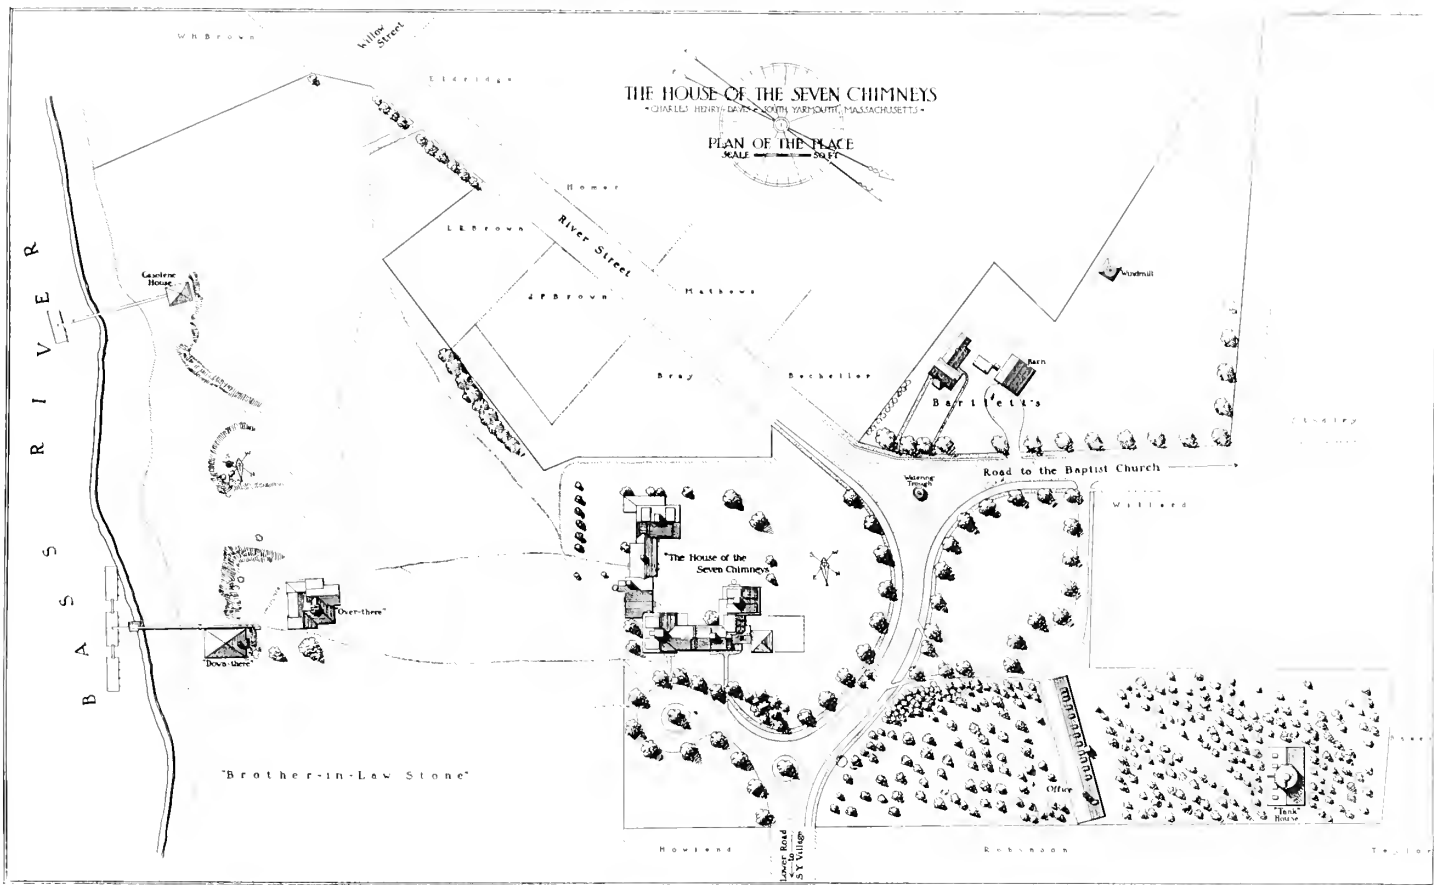 W H Brown
Willow
Street
Eldridge
THE HOUSE OF THE SEVEN CHIMNEYS
CHARLES HENRY DAVIS SOUTH YARMOUTH, MASSACHUSETTS
PLAN OF THE PLACE
SCALE 50 FT
Homer
L E Brown
River Street
Gasolene
House
J P Brown
Mathews
Windmill
BASS RIVER
Bray
Bechellor
Barn
Bartlett's
Road to the Baptist Church
Watering
Trough
Willard
"The House of the
Seven Chimneys
"Over-there"
"Down-there"
"Brother-in-Law Stone"
Office
"Tank"
House
Howland
Lower Road
to
S Y Village
Robinson
Taylor